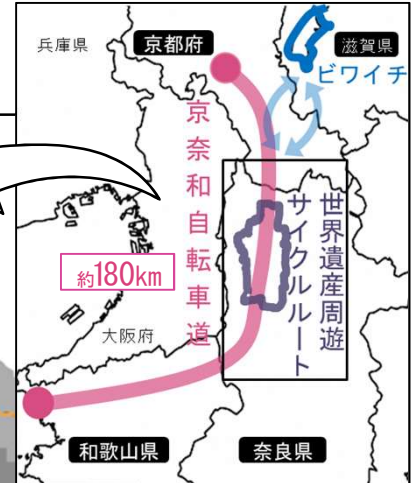 兵庫県
京都府
滋賀県
ビワイチ
京奈和自転車道
世界遺産周遊
サイクルルート
約180km
大阪府
和歌山県
奈良県